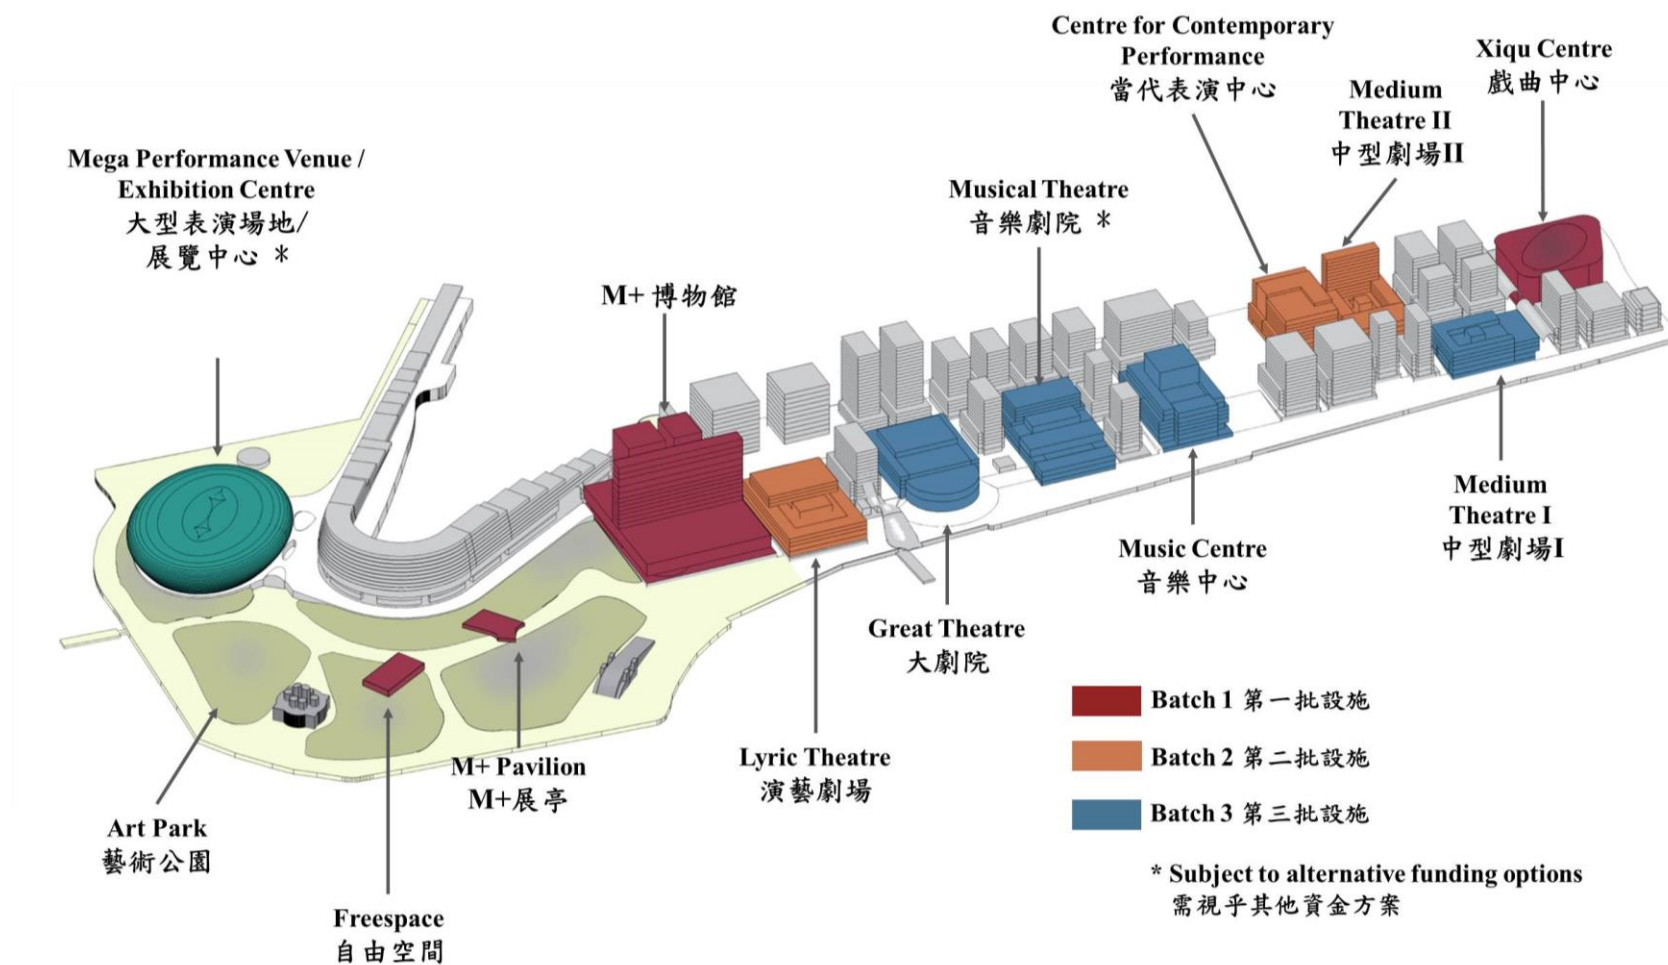 Centre for Contemporary
Performance
當代表演中心
Xiqu Centre
戲曲中心
Medium
Theatre II
中型劇場II
Mega Performance Venue /
Exhibition Centre
大型表演場地/
展覽中心 *
Musical Theatre
音樂劇院 *
M+ 博物館
Medium
Theatre I
中型劇場I
Music Centre
音樂中心
Great Theatre
大劇院
Lyric Theatre
演藝劇場
M+ Pavilion
M+展亭
Art Park
藝術公園
Freespace
自由空間
Batch 1 第一批設施
Batch 2 第二批設施
Batch 3 第三批設施
* Subject to alternative funding options
需視乎其他資金方案